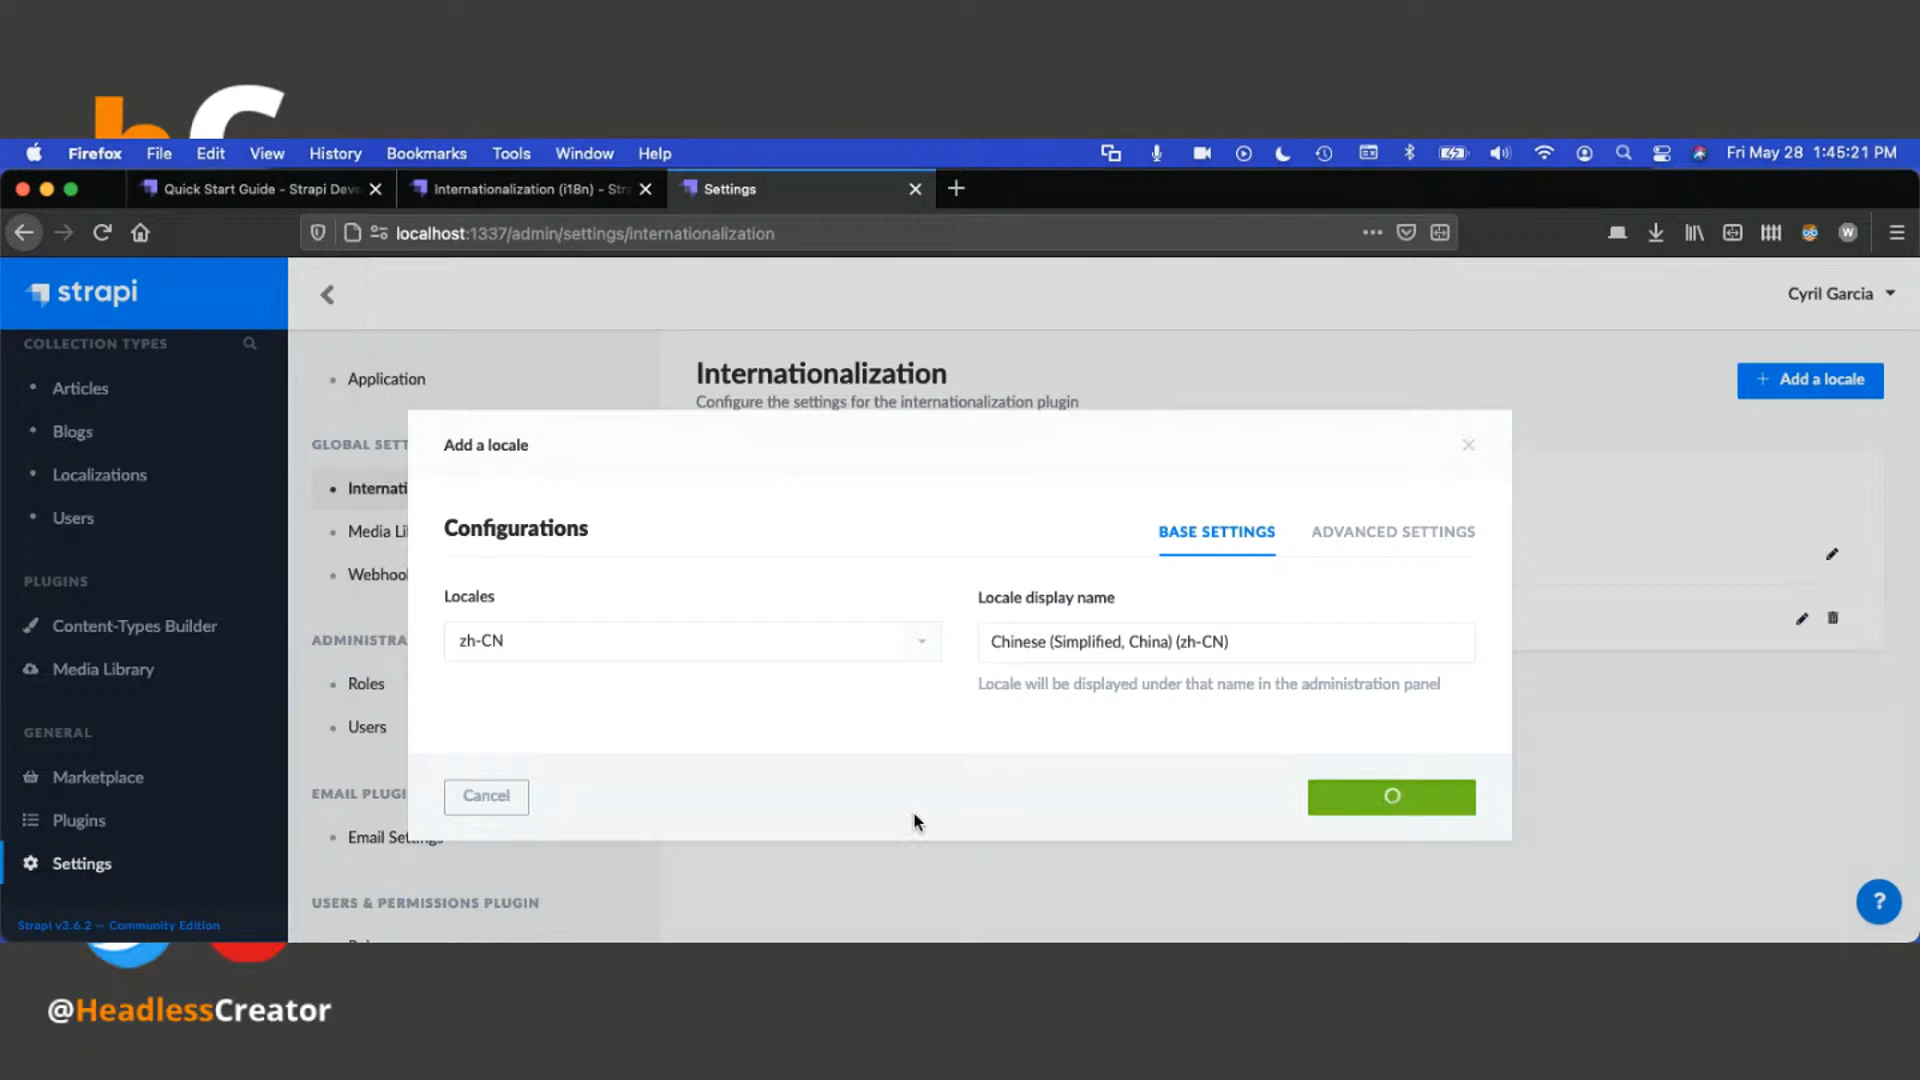 hC
Firefox File Edit View History Bookmarks Tools Window Help Fri May 28 1:45:21 PM
Quick Start Guide - Strapi Deve Internationalization (i18n) - Stra Settings
localhost:1337/admin/settings/internationalization
W
strapi
Cyril Garcia
COLLECTION TYPES
Articles
Blogs
Localizations
Users
PLUGINS
Content-Types Builder
Media Library
GENERAL
Marketplace
Plugins
Settings
Strapi v3.6.2 — Community Edition
Application
GLOBAL SETT
Internati
Media Li
Webhoo
ADMINISTRA
Roles
Users
EMAIL PLUGI
Email Settings
USERS & PERMISSIONS PLUGIN
Internationalization
Configure the settings for the internationalization plugin
+ Add a locale
Add a locale
Configurations
BASE SETTINGS
ADVANCED SETTINGS
Locales
zh-CN
Locale display name
Chinese (Simplified, China) (zh-CN)
Locale will be displayed under that name in the administration panel
Cancel
?
@HeadlessCreator